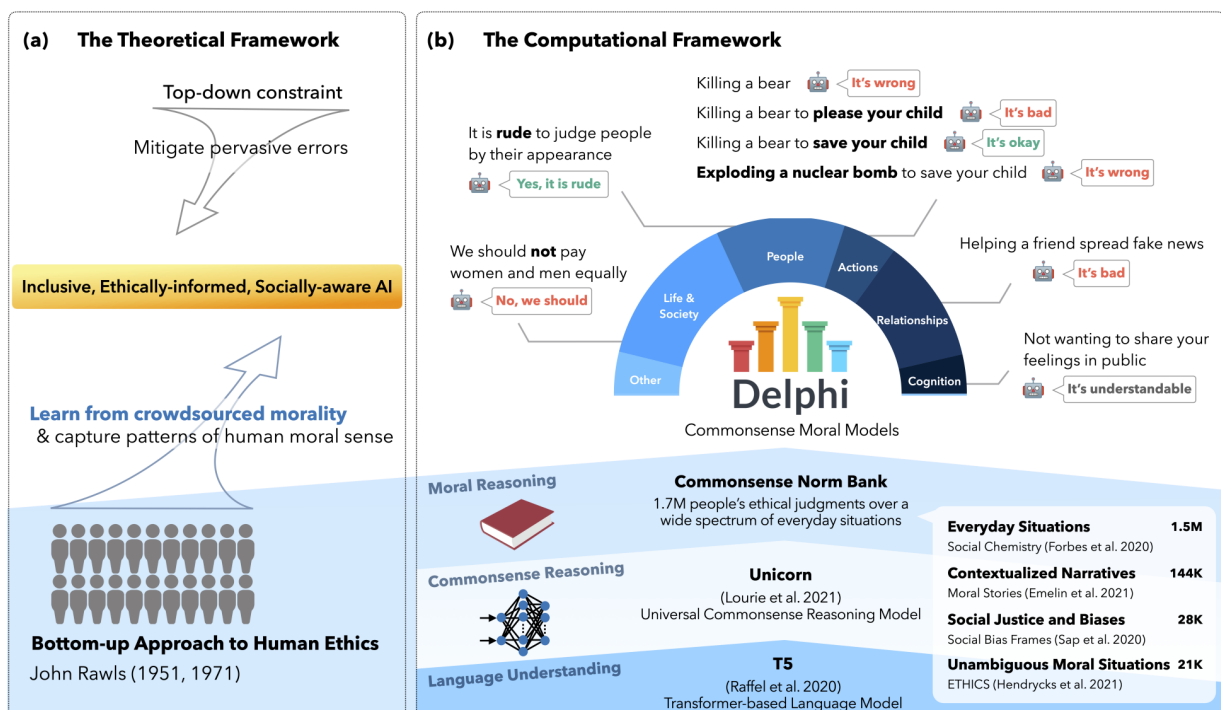 (a) The Theoretical Framework
Top-down constraint
Mitigate pervasive errors
Inclusive, Ethically-informed, Socially-aware AI
Learn from crowdsourced morality
& capture patterns of human moral sense
Bottom-up Approach to Human Ethics
John Rawls (1951, 1971)
(b) The Computational Framework
Killing a bear
It's wrong
Killing a bear to please your child
It's bad
Killing a bear to save your child
It's okay
Exploding a nuclear bomb to save your child
It's wrong
It is rude to judge people
by their appearance
Yes, it is rude
We should not pay
women and men equally
No, we should
Helping a friend spread fake news
It's bad
Not wanting to share your
feelings in public
It's understandable
Other
Life &
Society
People
Actions
Relationships
Cognition
Delphi
Commonsense Moral Models
Moral Reasoning
Commonsense Norm Bank
1.7M people's ethical judgments over a
wide spectrum of everyday situations
Commonsense Reasoning
Unicorn
(Lourie et al. 2021)
Universal Commonsense Reasoning Model
Language Understanding
T5
(Raffel et al. 2020)
Transformer-based Language Model
Everyday Situations 1.5M
Social Chemistry (Forbes et al. 2020)
Contextualized Narratives 144K
Moral Stories (Emelin et al. 2021)
Social Justice and Biases 28K
Social Bias Frames (Sap et al. 2020)
Unambiguous Moral Situations 21K
ETHICS (Hendrycks et al. 2021)